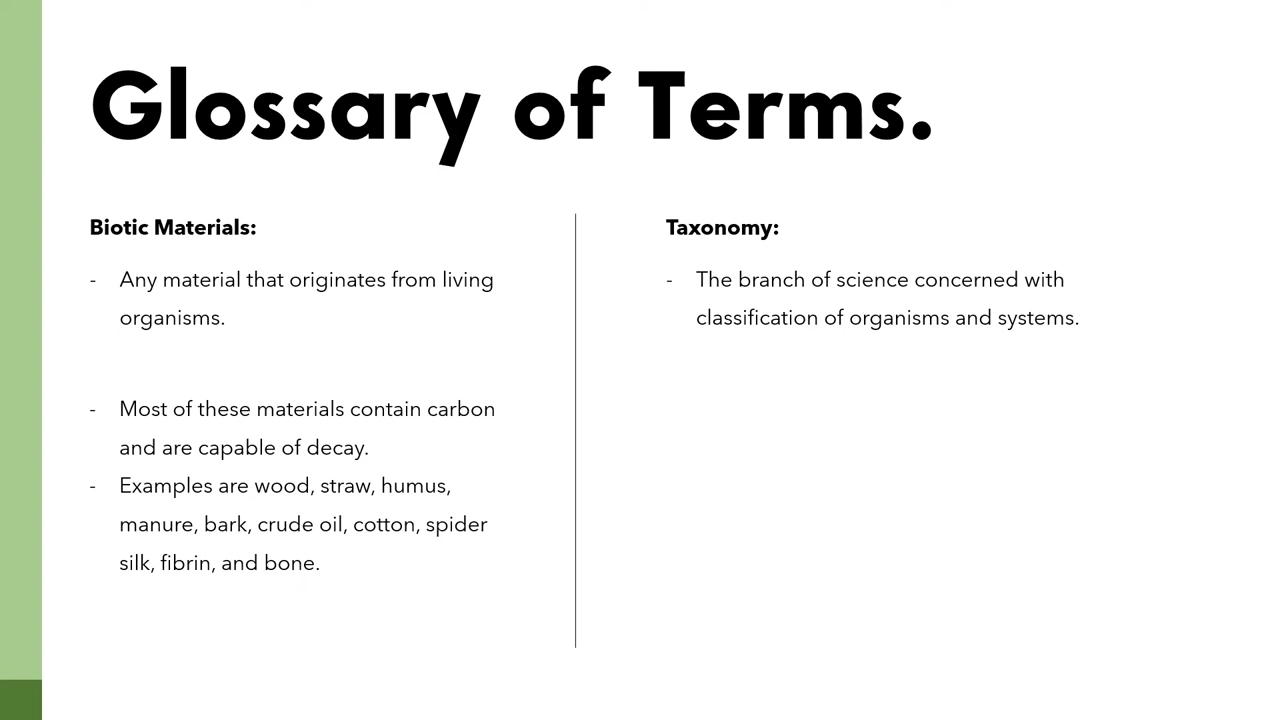 Glossary of Terms.
Biotic Materials:
- Any material that originates from living
organisms.
- Most of these materials contain carbon
and are capable of decay.
- Examples are wood, straw, humus,
manure, bark, crude oil, cotton, spider
silk, fibrin, and bone.
Taxonomy:
- The branch of science concerned with
classification of organisms and systems.